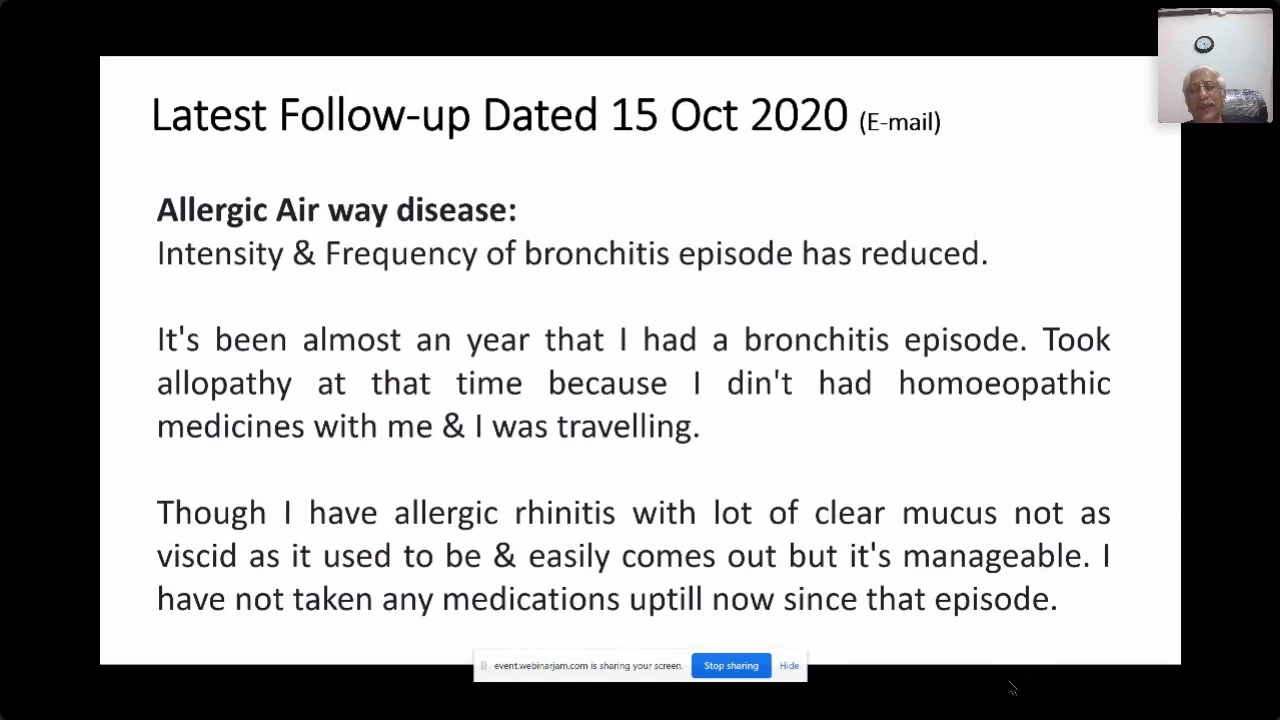 Latest Follow-up Dated 15 Oct 2020 (E-mail)
Allergic Air way disease:
Intensity & Frequency of bronchitis episode has reduced.
It's been almost an year that I had a bronchitis episode. Took
allopathy at that time because I din't had homoeopathic
medicines with me & I was travelling.
Though I have allergic rhinitis with lot of clear mucus not as
viscid as it used to be & easily comes out but it's manageable. I
have not taken any medications uptill now since that episode.
event.webinarjam.com is sharing your screen. Stop sharing Hide